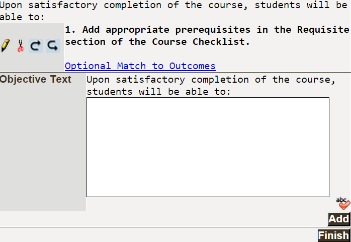 Upon satisfactory completion of the course, students will be
able to:
1. Add appropriate prerequisites in the Requisite
section of the Course Checklist.
Optional Match to Outcomes
Objective Text
Upon satisfactory completion of the course,
students will be able to:
abc
Add
Finish